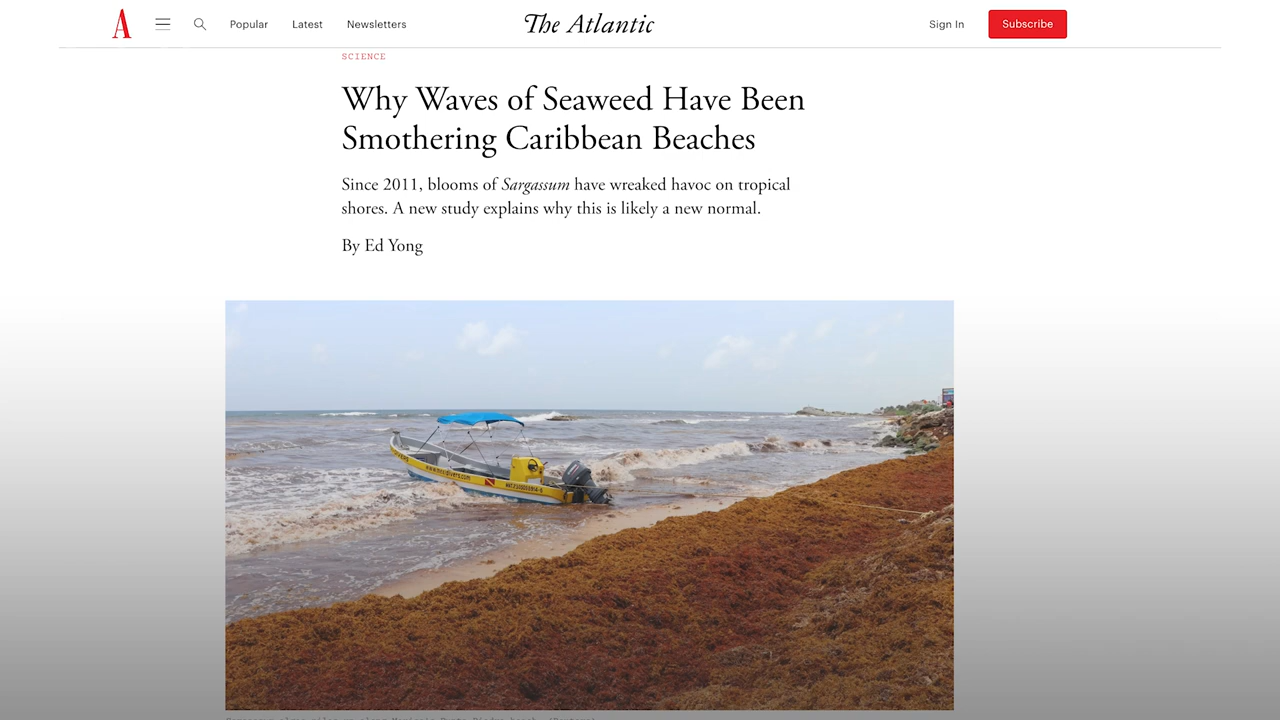 A Popular Latest Newsletters The Atlantic Sign In Subscribe
SCIENCE
Why Waves of Seaweed Have Been
Smothering Caribbean Beaches
Since 2011, blooms of Sargassum have wreaked havoc on tropical
shores. A new study explains why this is likely a new normal.
By Ed Yong